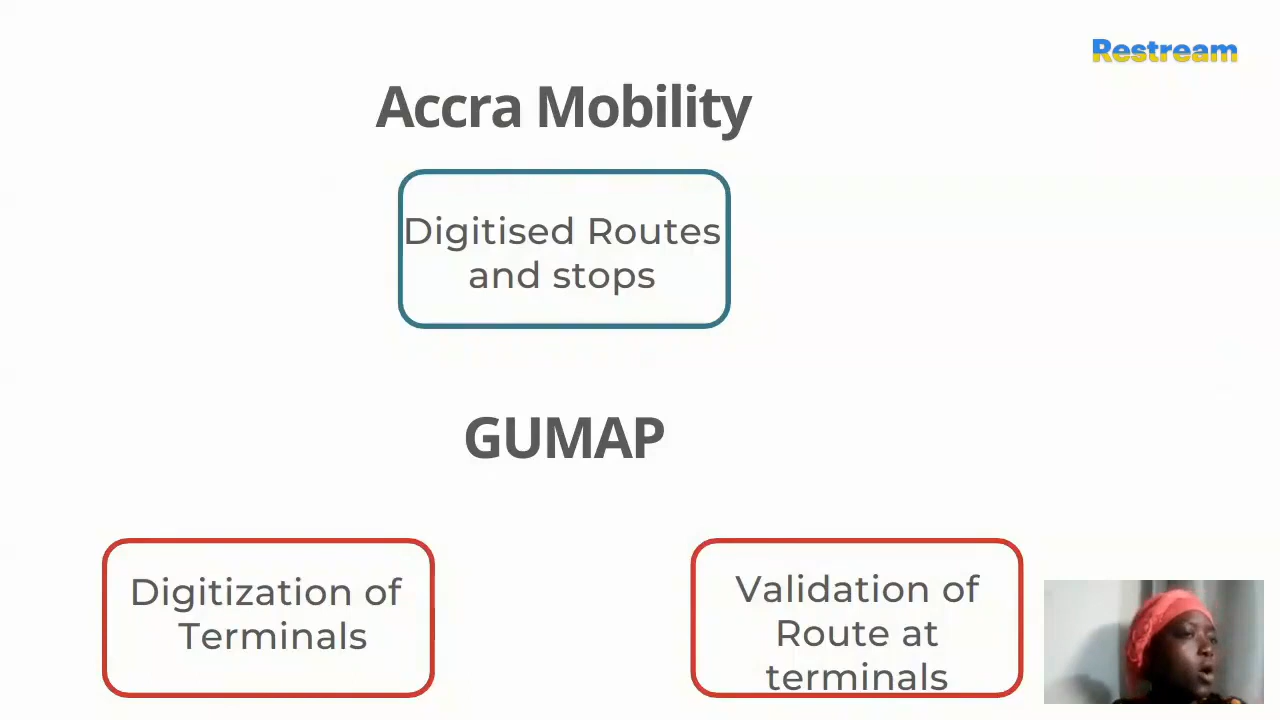 Restream
Accra Mobility
Digitised Routes
and stops
GUMAP
Digitization of
Terminals
Validation of
Route at
terminals